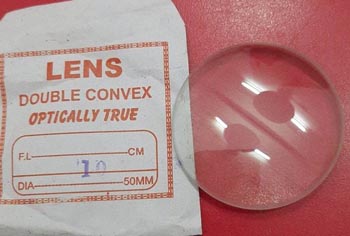 LENS
DOUBLE CONVEX
OPTICALLY TRUE
F.L CM
10
DIA 50MM